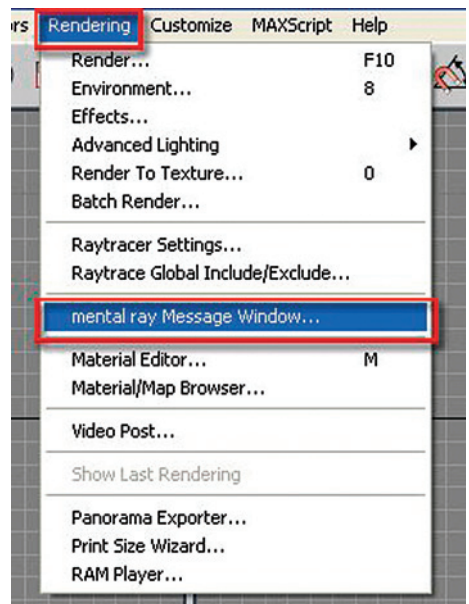 rs Rendering Customize MAXScript Help
Render... F10
Environment... 8
Effects...
Advanced Lighting
Render To Texture... 0
Batch Render...
Raytracer Settings...
Raytrace Global Include/Exclude...
mental ray Message Window...
Material Editor... M
Material/Map Browser...
Video Post...
Show Last Rendering
Panorama Exporter...
Print Size Wizard...
RAM Player...